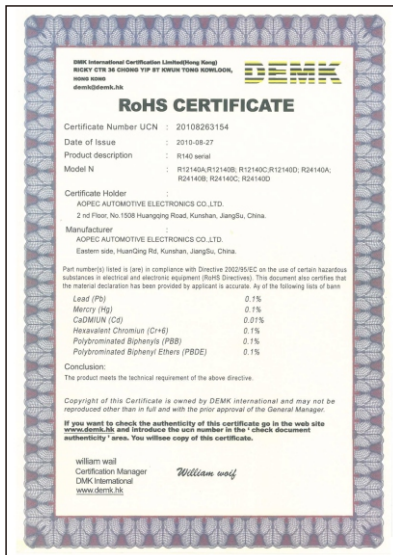 DMK International Certification Limited(Hong Kong)
RICKY CTR 36 CHONG YIP ST KWUN TONG KOWLOON,
HONG KONG
demk@demk.hk
DEMK
RoHS CERTIFICATE
Certificate Number UCN : 20108263154
Date of Issue : 2010-08-27
Product description : R140 serial
Model N : R12140A;R12140B; R12140C;R12140D; R24140A;
R24140B; R24140C; R24140D
Certificate Holder :
AOPEC AUTOMOTIVE ELECTRONICS CO.,LTD.
2 nd Floor, No.1508 Huangqing Road, Kunshan, JiangSu, China.
Manufacturer :
AOPEC AUTOMOTIVE ELECTRONICS CO.,LTD.
Eastern side, HuanQing Rd, Kunshan, JiangSu, China.
Part number(s) listed is (are) in compliance with Directive 2002/95/EC on the use of certain hazardous
substances in electrical and electronic equipment (RoHS Directives). This document also certifies that
the material declaration has been provided by applicant is accurate. Ay of the following lists of bann
Lead (Pb) 0.1%
Mercry (Hg) 0.1%
CaDMIUN (Cd) 0.01%
Hexavalent Chromiun (Cr+6) 0.1%
Polybrominated Biphenyls (PBB) 0.1%
Polybrominated Biphenyl Ethers (PBDE) 0.1%
Conclusion:
The product meets the technical requirement of the above directive.
Copyright of this Certificate is owned by DEMK international and may not be
reproduced other than in full and with the prior approval of the General Manager.
If you want to check the authenticity of this certificate go in the web site
www.demk.hk and introduce the ucn number in the ' check document
authenticity ' area. You willsee copy of this certificate.
william wail
Certification Manager
DMK International
www.demk.hk
William woif